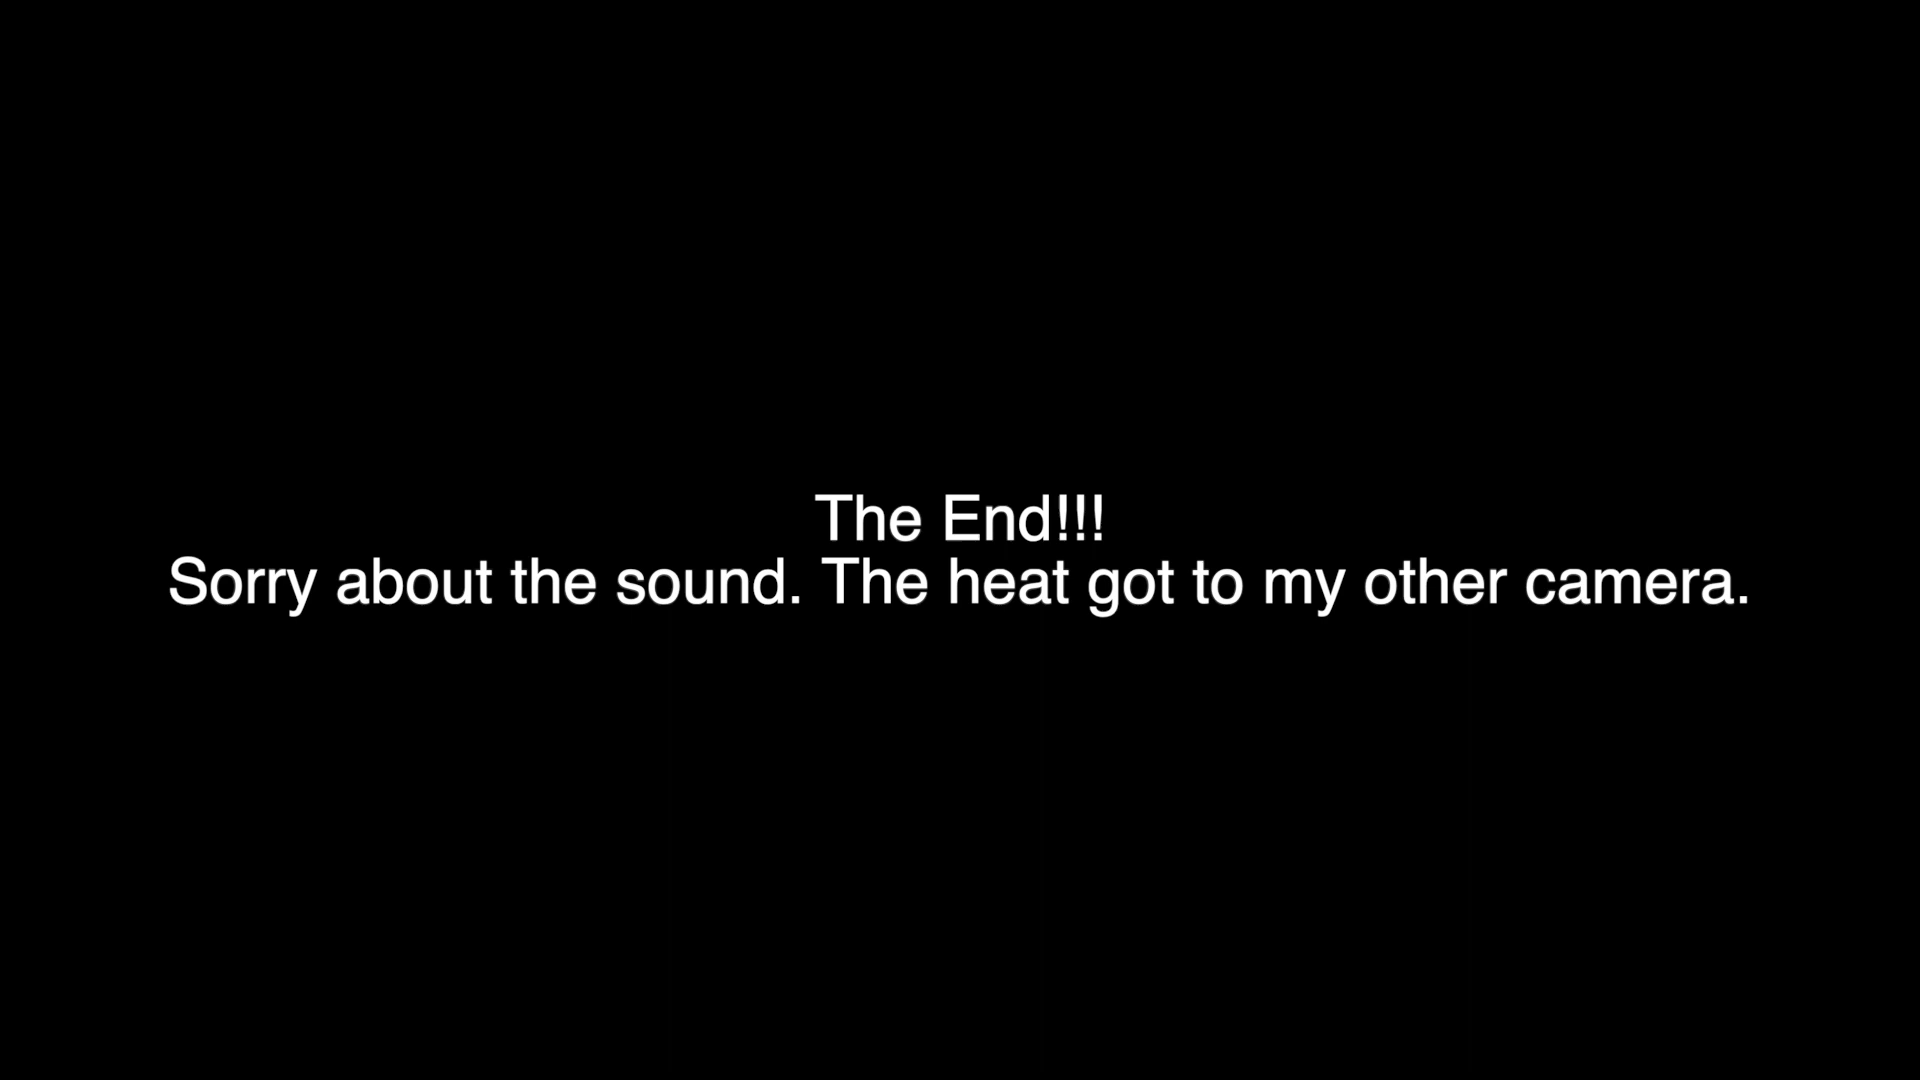 The End!!!
Sorry about the sound. The heat got to my other camera.